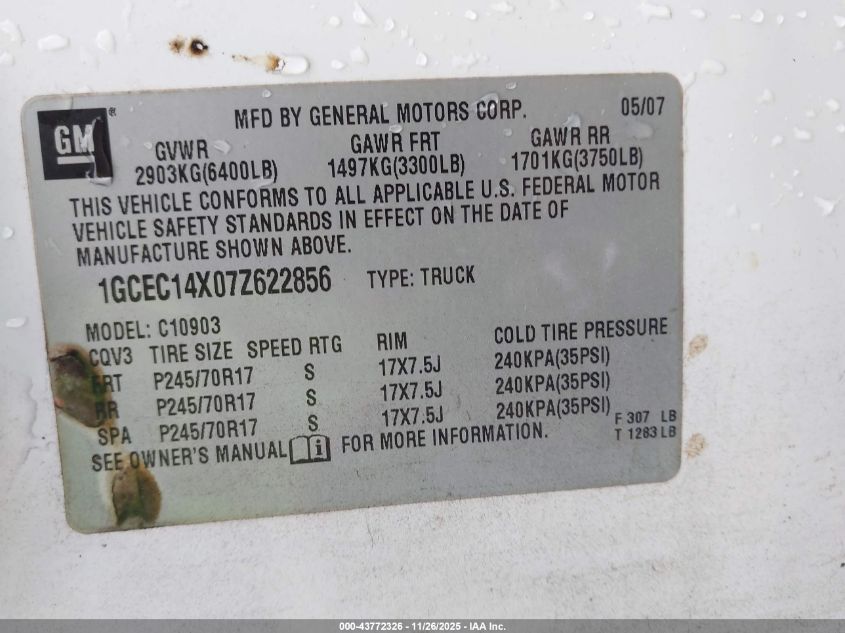 GM ®
MFD BY GENERAL MOTORS CORP. 05/07
GVWR GAWR FRT GAWR RR
2903KG(6400LB) 1497KG(3300LB) 1701KG(3750LB)
THIS VEHICLE CONFORMS TO ALL APPLICABLE U.S. FEDERAL MOTOR
VEHICLE SAFETY STANDARDS IN EFFECT ON THE DATE OF
MANUFACTURE SHOWN ABOVE.
1GCEC14X07Z622856 TYPE: TRUCK
MODEL: C10903
CQV3 TIRE SIZE SPEED RTG RIM COLD TIRE PRESSURE
FRT P245/70R17 S 17X7.5J 240KPA(35PSI)
RR P245/70R17 S 17X7.5J 240KPA(35PSI)
SPA P245/70R17 S 17X7.5J 240KPA(35PSI)
F 307 LB
T 1283 LB
SEE OWNER'S MANUAL i FOR MORE INFORMATION.
000-43772326 - 11/26/2025 - IAA Inc.